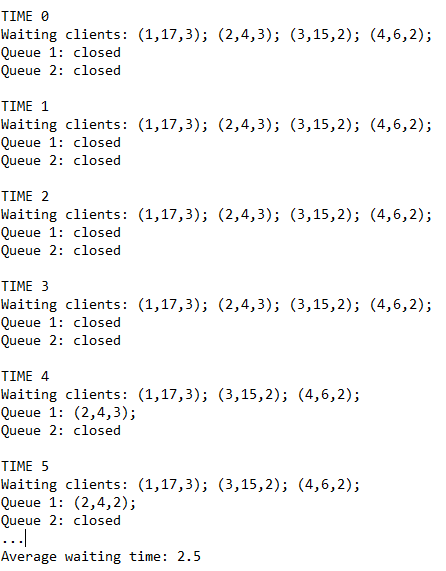 TIME 0
Waiting clients: (1,17,3); (2,4,3); (3,15,2); (4,6,2);
Queue 1: closed
Queue 2: closed
TIME 1
Waiting clients: (1,17,3); (2,4,3); (3,15,2); (4,6,2);
Queue 1: closed
Queue 2: closed
TIME 2
Waiting clients: (1,17,3); (2,4,3); (3,15,2); (4,6,2);
Queue 1: closed
Queue 2: closed
TIME 3
Waiting clients: (1,17,3); (2,4,3); (3,15,2); (4,6,2);
Queue 1: closed
Queue 2: closed
TIME 4
Waiting clients: (1,17,3); (3,15,2); (4,6,2);
Queue 1: (2,4,3);
Queue 2: closed
TIME 5
Waiting clients: (1,17,3); (3,15,2); (4,6,2);
Queue 1: (2,4,2);
Queue 2: closed
...
Average waiting time: 2.5